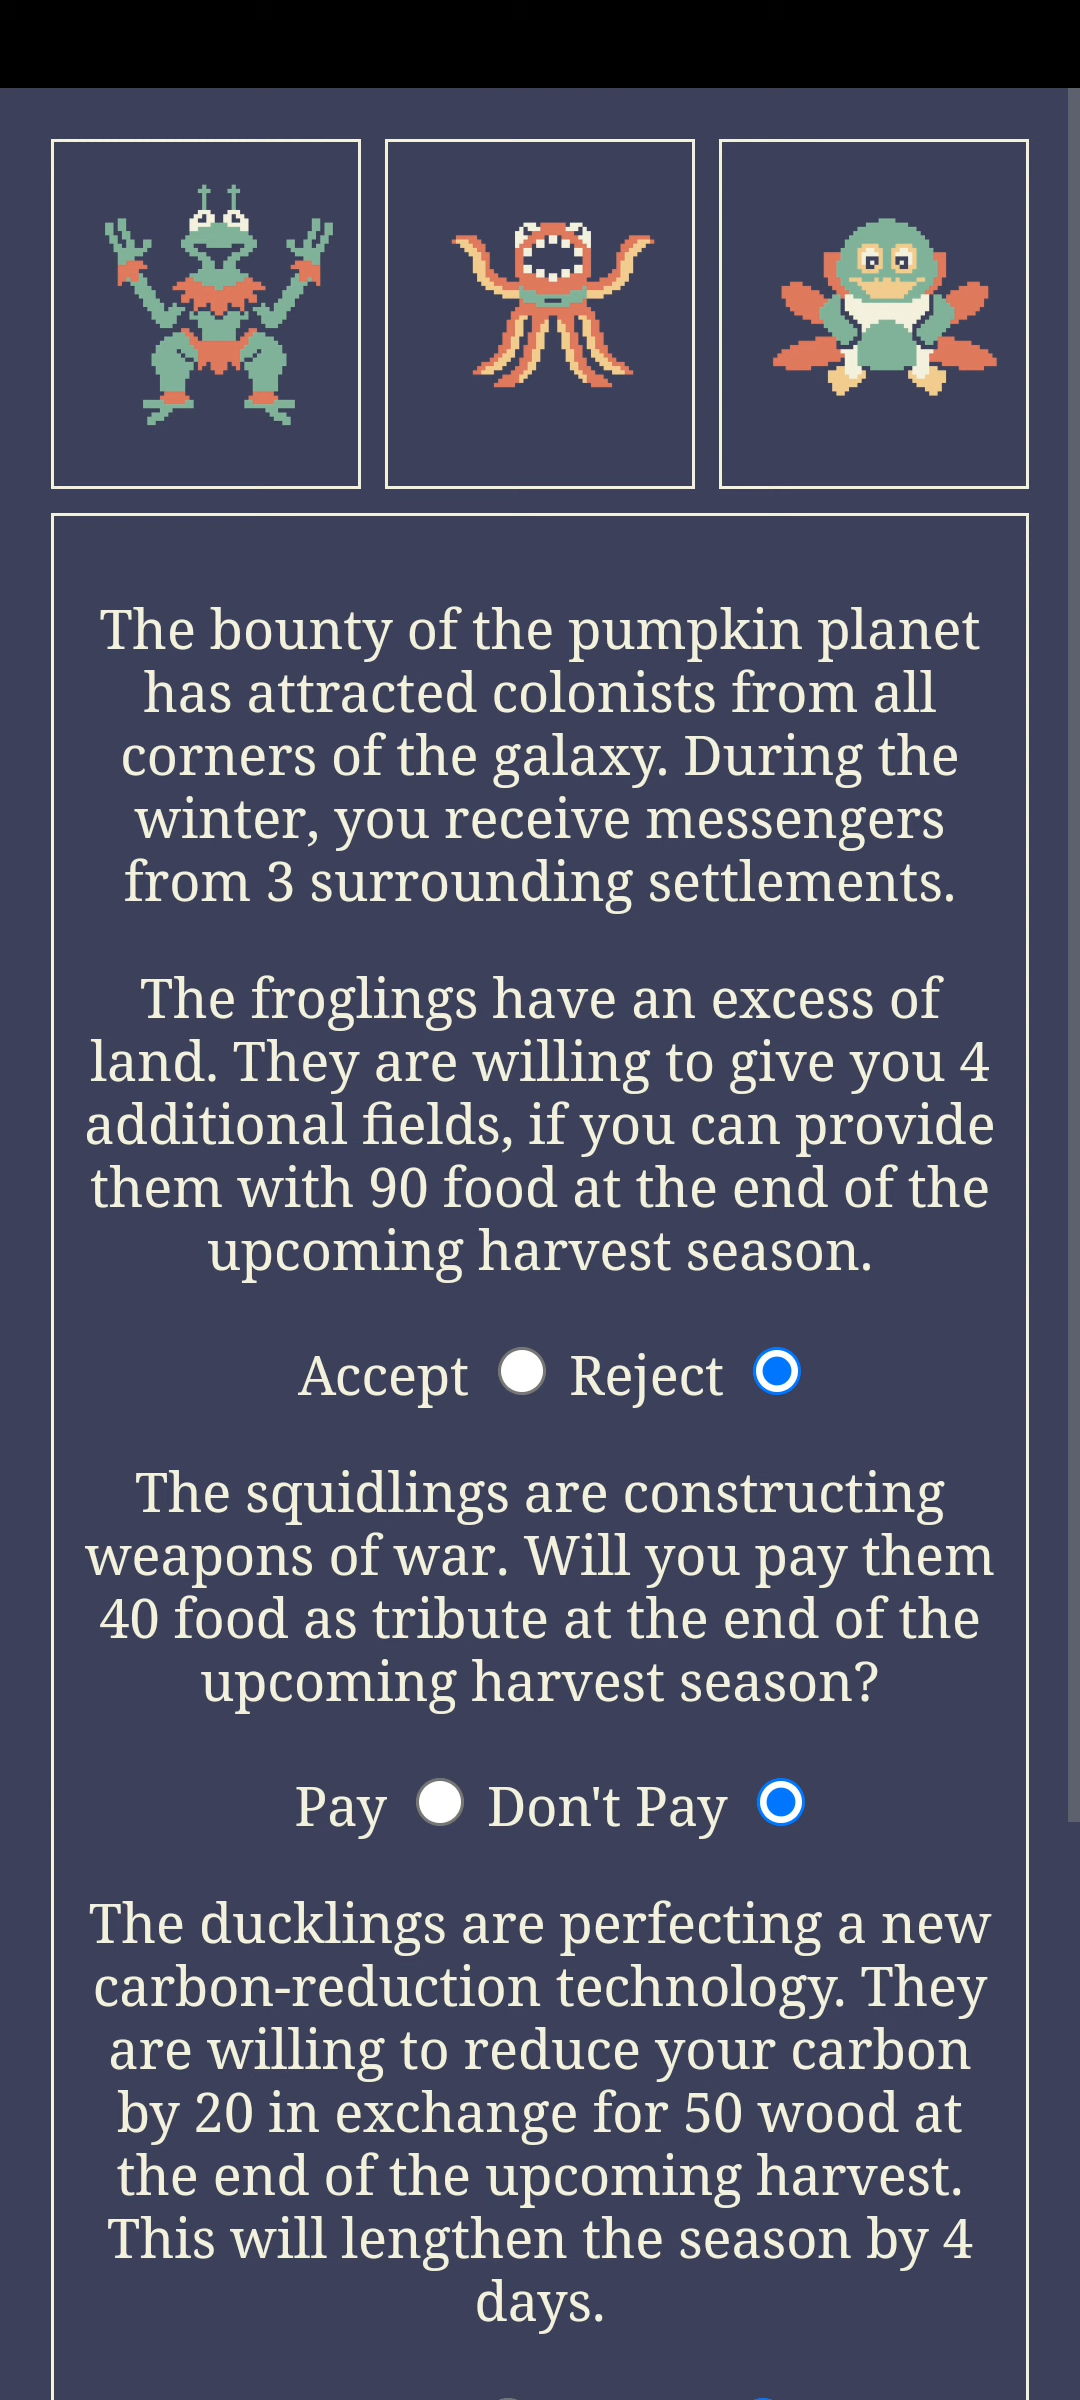 The bounty of the pumpkin planet
has attracted colonists from all
corners of the galaxy. During the
winter, you receive messengers
from 3 surrounding settlements.
The froglings have an excess of
land. They are willing to give you 4
additional fields, if you can provide
them with 90 food at the end of the
upcoming harvest season.
Accept Reject
The squidlings are constructing
weapons of war. Will you pay them
40 food as tribute at the end of the
upcoming harvest season?
Pay Don't Pay
The ducklings are perfecting a new
carbon-reduction technology. They
are willing to reduce your carbon
by 20 in exchange for 50 wood at
the end of the upcoming harvest.
This will lengthen the season by 4
days.